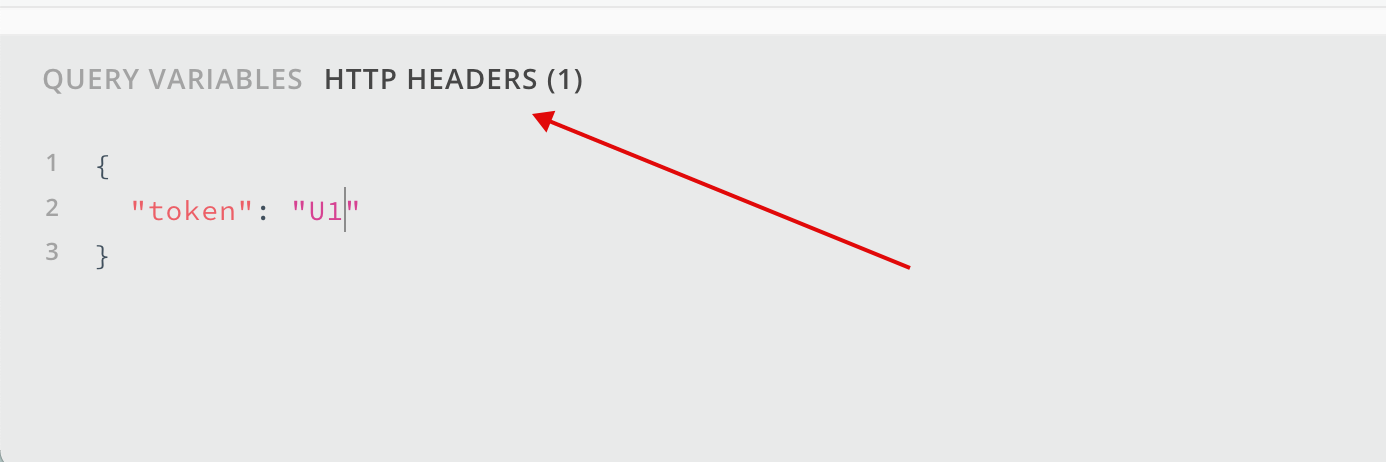 QUERY VARIABLES HTTP HEADERS (1)
1 {
2 "token": "U1"
3 }